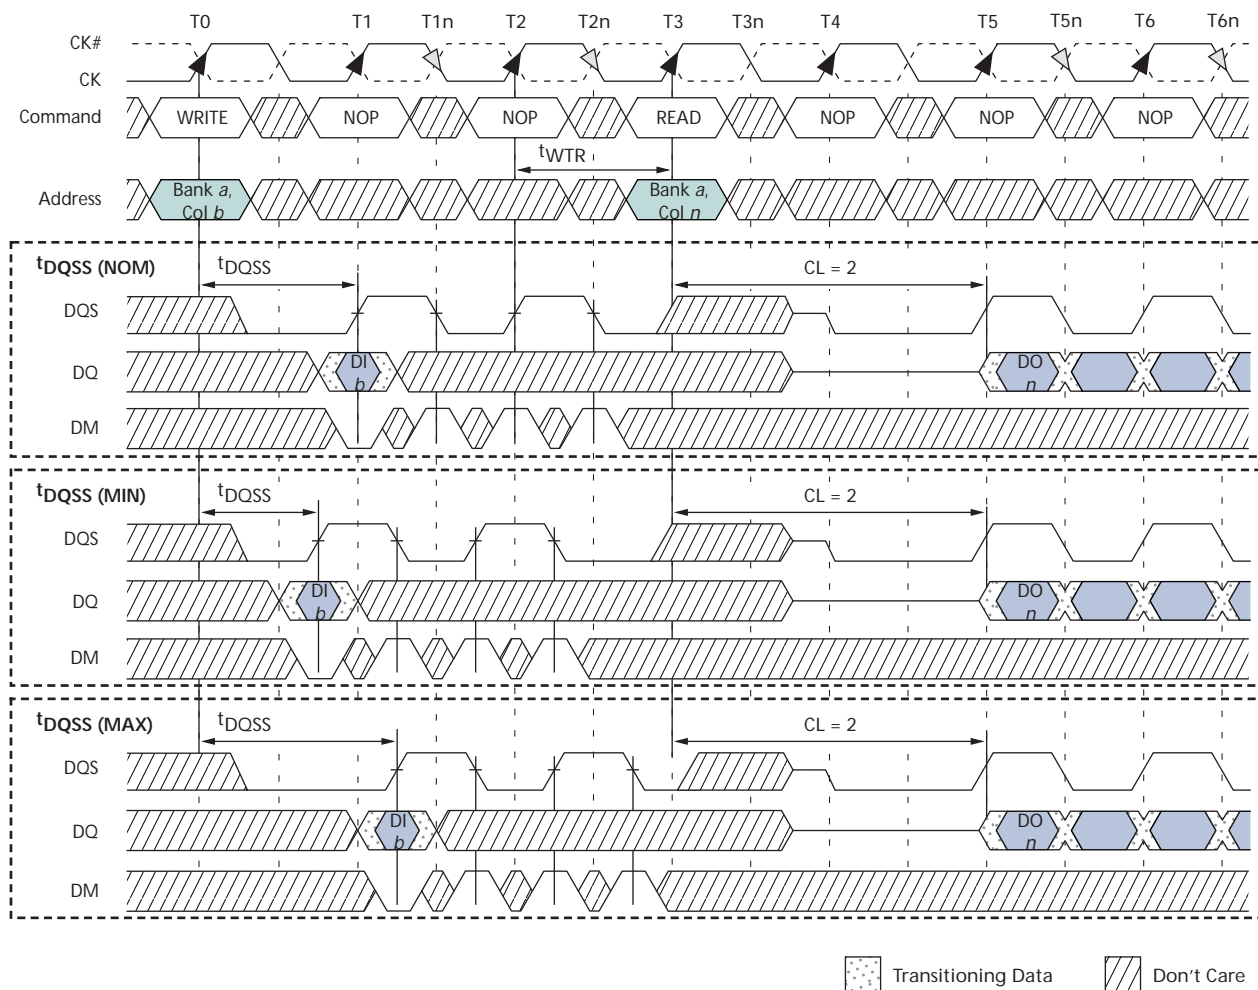 T0 T1 T1n T2 T2n T3 T3n T4 T5 T5n T6 T6n
CK#
CK
Command WRITE NOP NOP READ NOP NOP NOP
tWTR
Address Bank a, Col b Bank a, Col n
tDQSS (NOM) tDQSS CL = 2
DQS
DQ DI b DO n
DM
tDQSS (MIN) tDQSS CL = 2
DQS
DQ DI b DO n
DM
tDQSS (MAX) tDQSS CL = 2
DQS
DQ DI b DO n
DM
Transitioning Data Don't Care